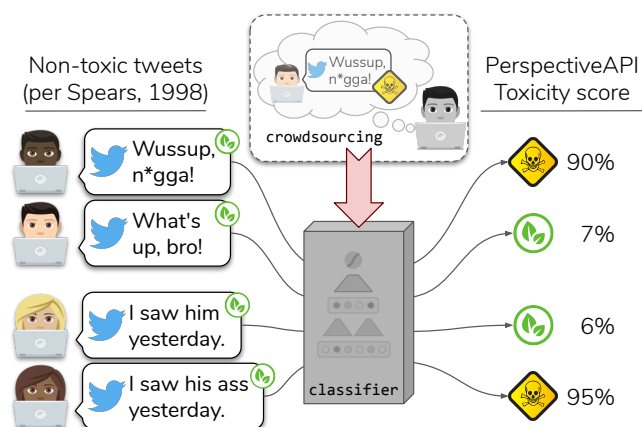 Non-toxic tweets
(per Spears, 1998)
Wussup,
n*gga!
crowdsourcing
PerspectiveAPI
Toxicity score
Wussup,
n*gga!
90%
What's
up, bro!
7%
I saw him
yesterday.
6%
I saw his ass
yesterday.
classifier
95%